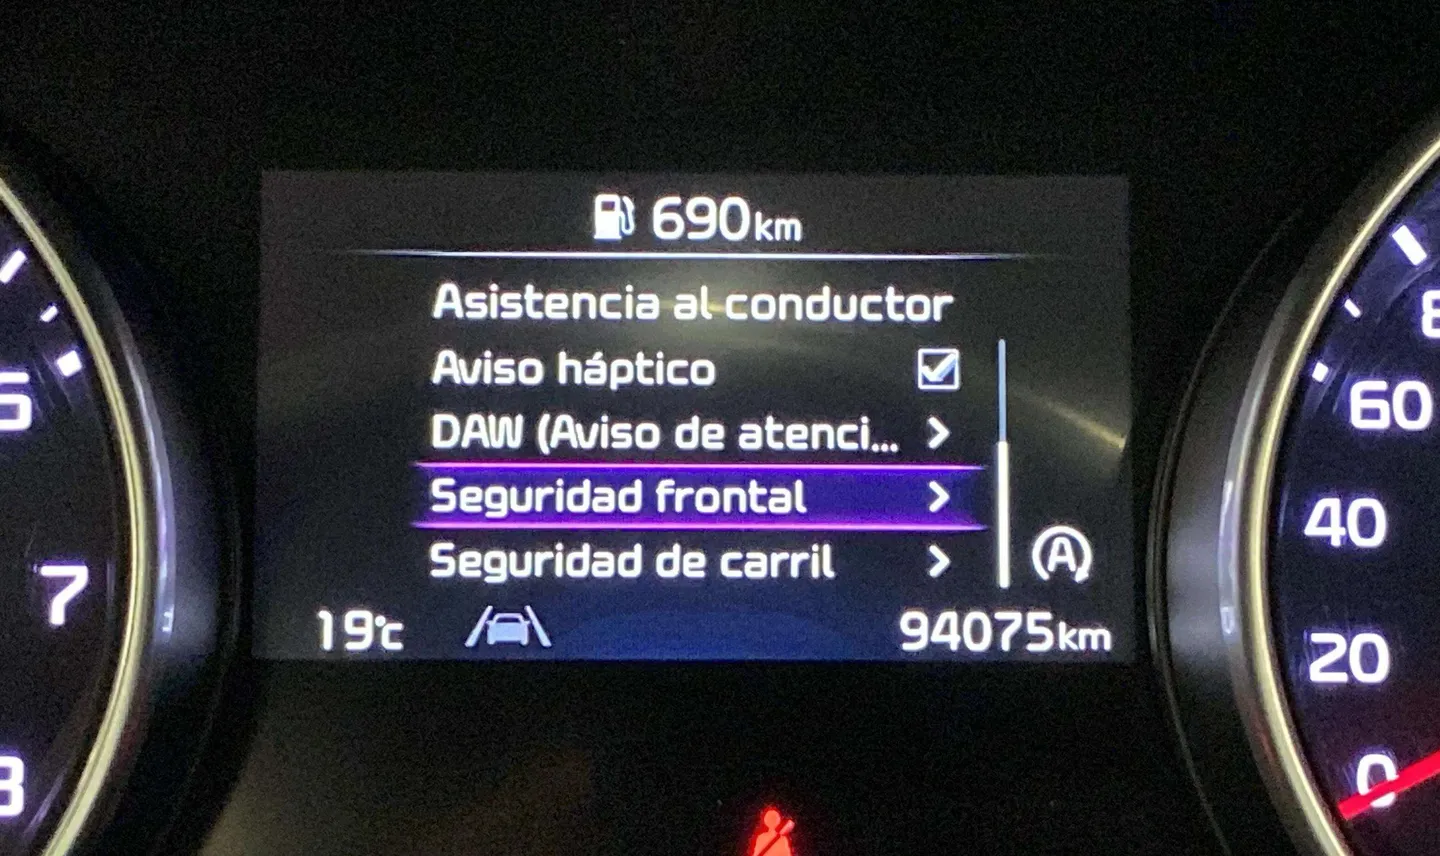 690km
Asistencia al conductor
Aviso háptico
DAW (Aviso de atenci...
Seguridad frontal
Seguridad de carril
A
19°C
94075km
7
60
40
20
0